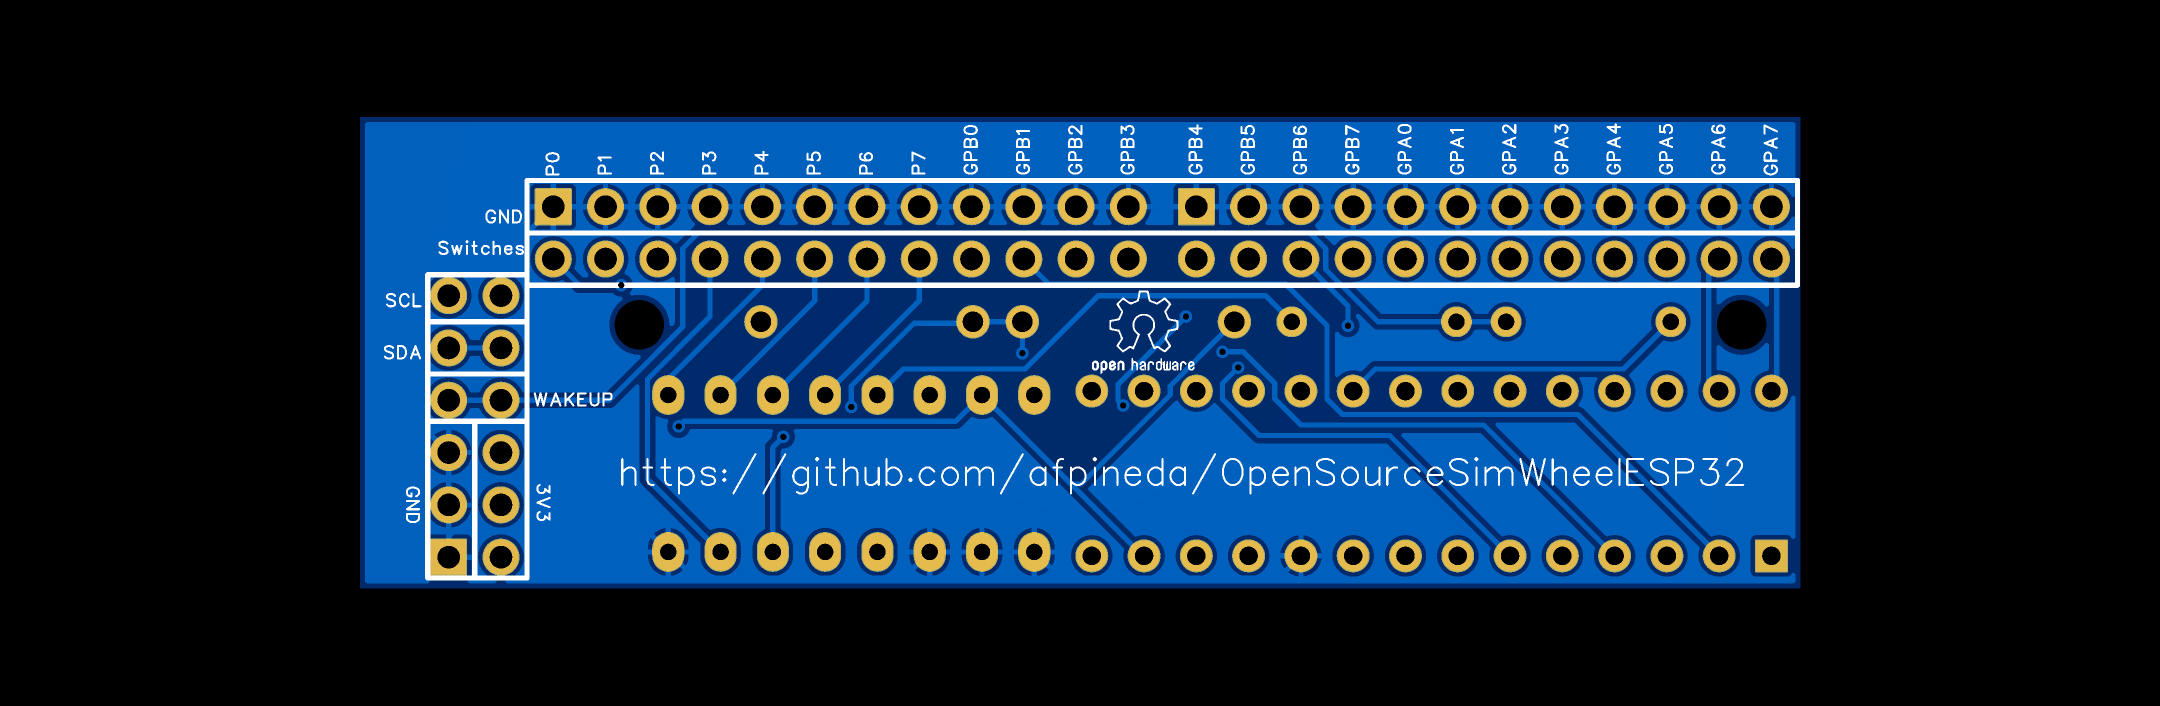 P0 P1 P2 P3 P4 P5 P6 P7 GPB0 GPB1 GPB2 GPB3 GPB4 GPB5 GPB6 GPB7 GPA0 GPA1 GPA2 GPA3 GPA4 GPA5 GPA6 GPA7
GND
Switches
SCL
SDA
open hardware
WAKEUP
https://github.com/afpineda/OpenSourceSimWheelESP32
GND
3V3